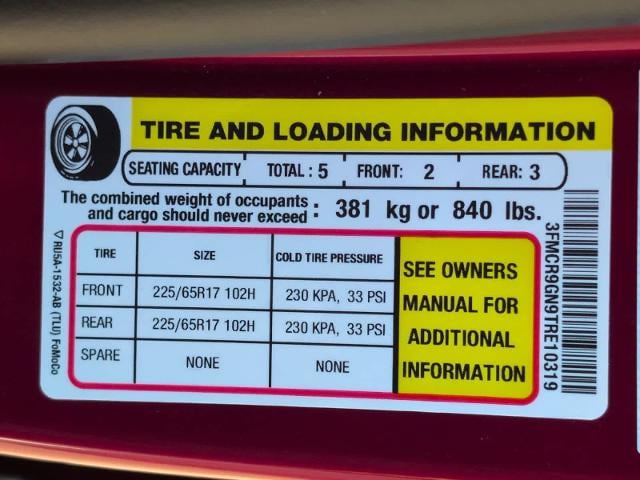 TIRE AND LOADING INFORMATION
SEATING CAPACITY TOTAL : 5 FRONT: 2 REAR: 3
The combined weight of occupants
and cargo should never exceed : 381 kg or 840 lbs.
TIRE SIZE COLD TIRE PRESSURE
FRONT 225/65R17 102H 230 KPA, 33 PSI
REAR 225/65R17 102H 230 KPA, 33 PSI
SPARE NONE NONE
SEE OWNERS
MANUAL FOR
ADDITIONAL
INFORMATION
▽ RU5A-1532-AB (TLU) FoMoCo
3FMCR9GN9TRE10319